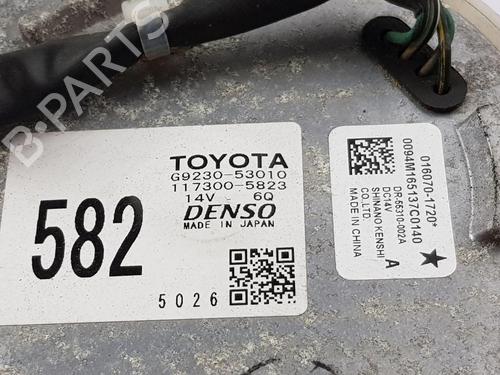 B-PARTS
TOYOTA
G9230-53010
117300-5823
14V 6Q
DENSO
MADE IN JAPAN
582
5026
016070-1720*
0094M165137C0140
DR-55310-002A
DC14V
SHINANO KENSHI
CO.,LTD.
MADE IN CHINA
A